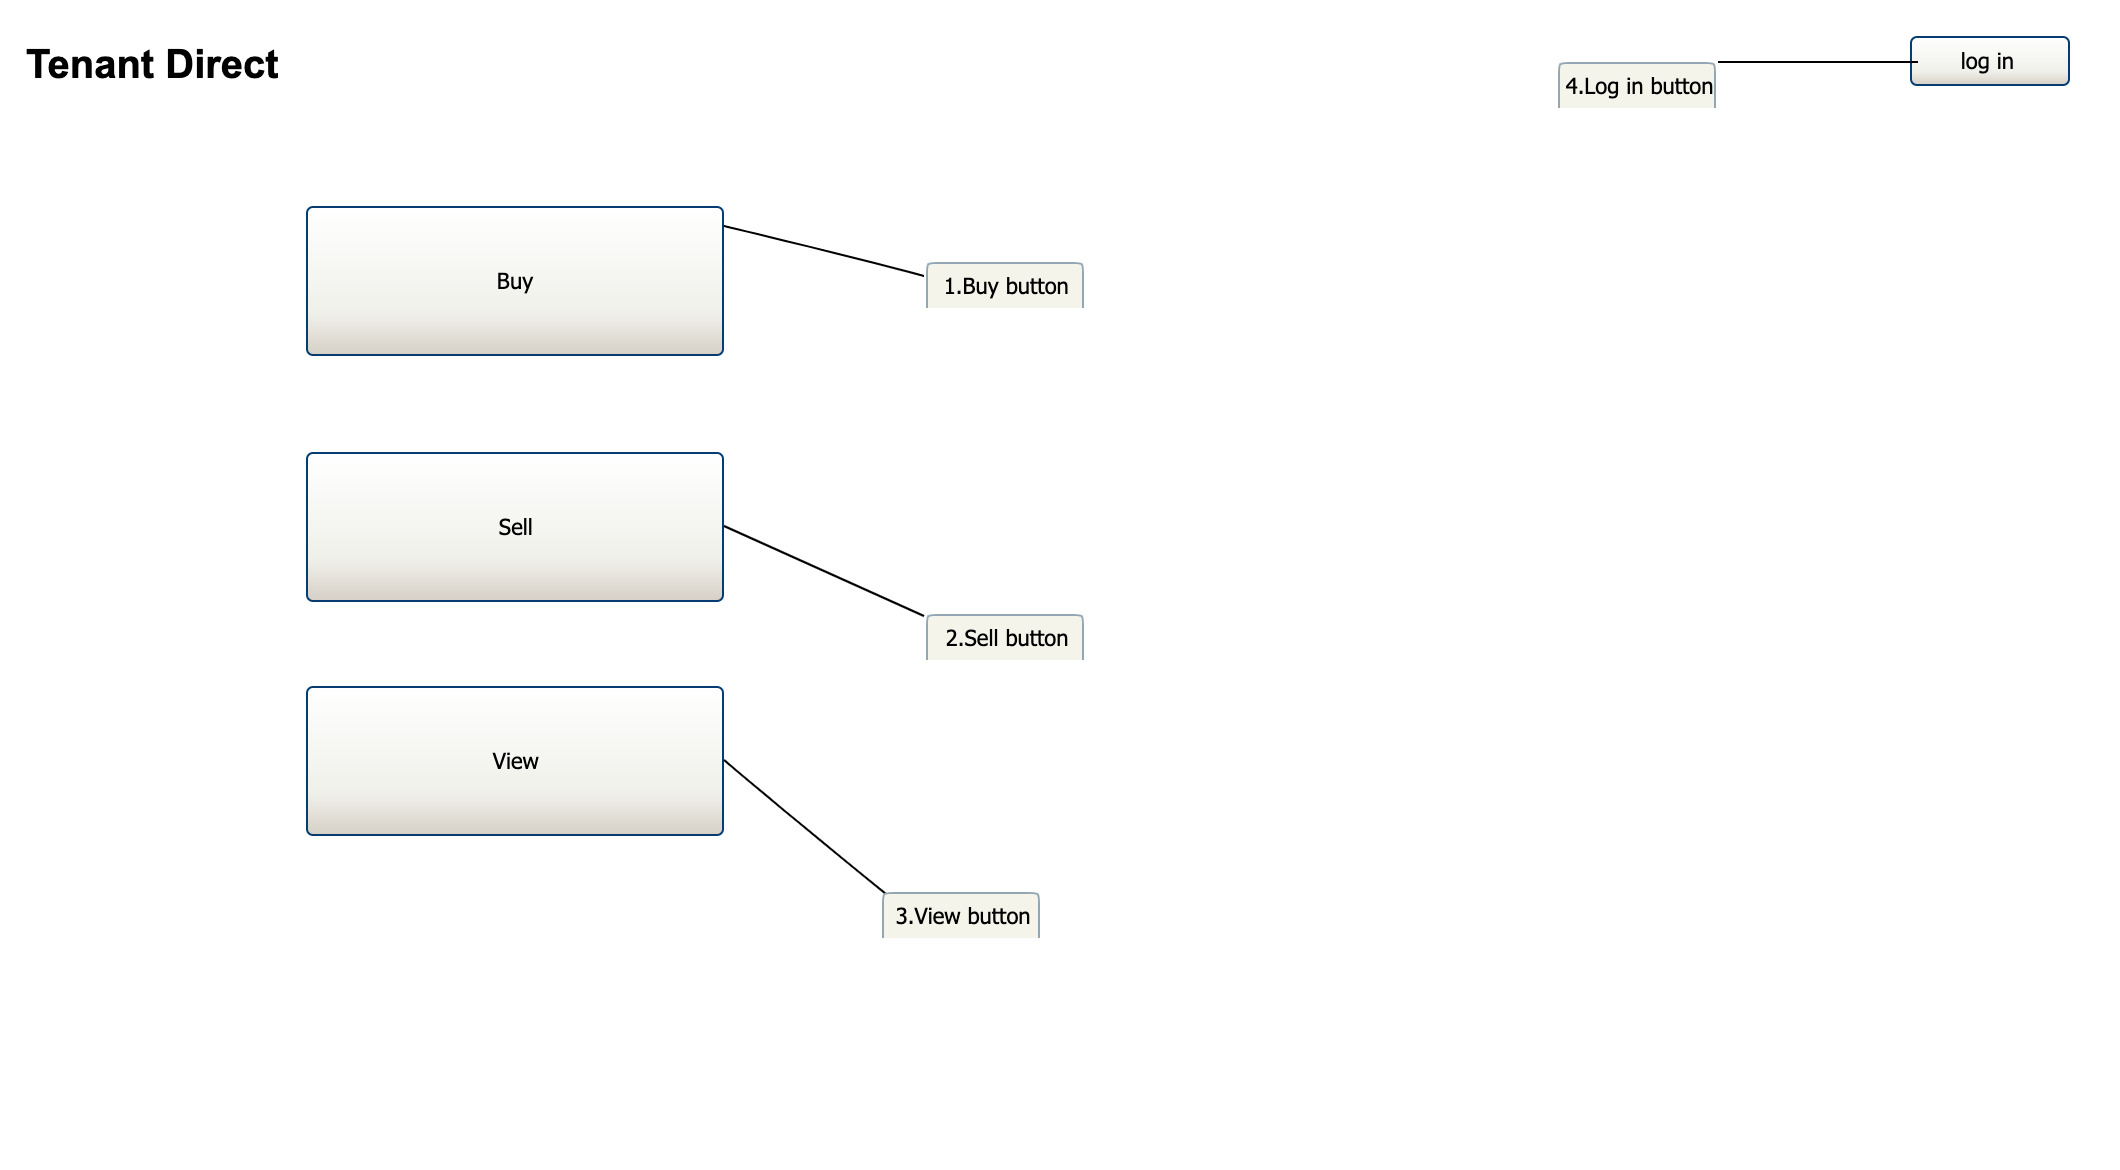 Tenant Direct
4.Log in button
log in
Buy
1.Buy button
Sell
2.Sell button
View
3.View button